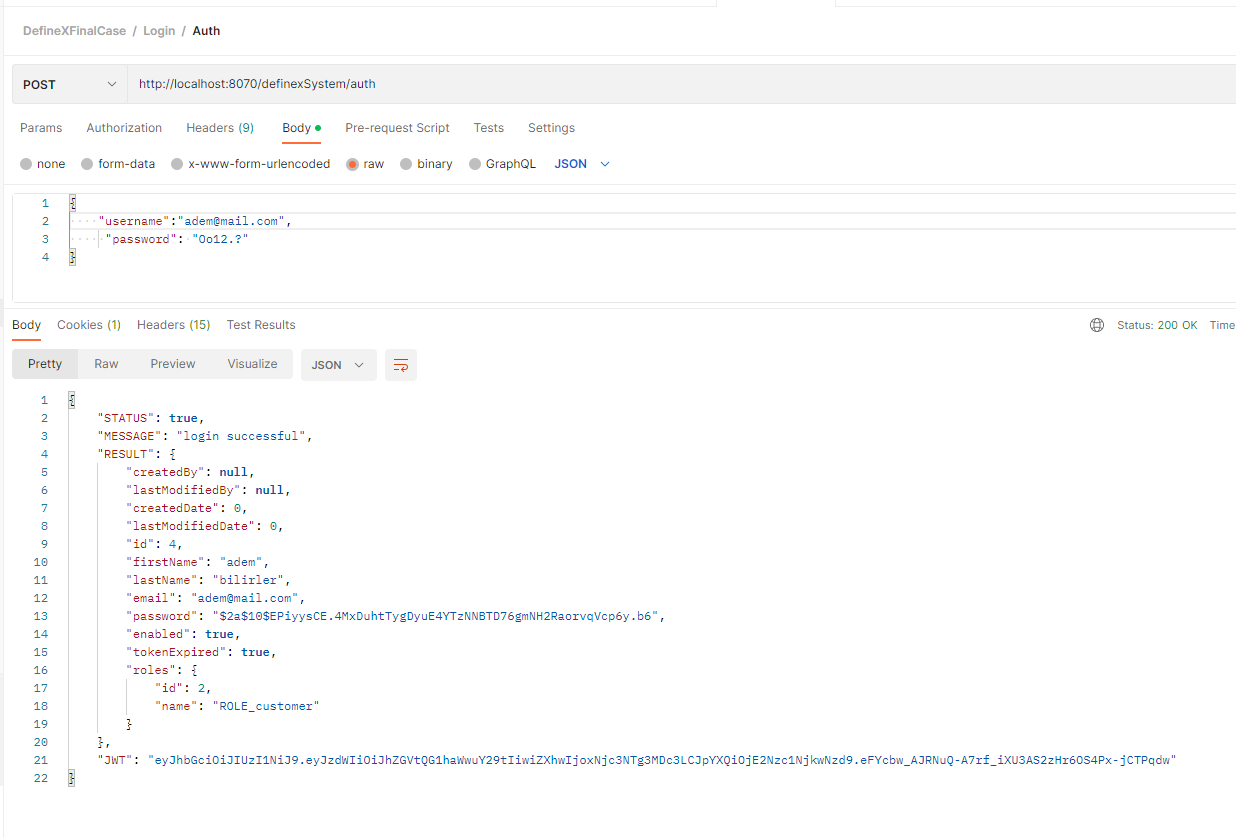 DefineXFinalCase / Login / Auth
POST http://localhost:8070/definexSystem/auth
Params Authorization Headers (9) Body Pre-request Script Tests Settings
none form-data x-www-form-urlencoded raw binary GraphQL JSON
1 {
2 "username":"adem@mail.com",
3 "password": "Oo12.?"
4 }
Body Cookies (1) Headers (15) Test Results Status: 200 OK Time
Pretty Raw Preview Visualize JSON
1 {
2 "STATUS": true,
3 "MESSAGE": "login successful",
4 "RESULT": {
5 "createdBy": null,
6 "lastModifiedBy": null,
7 "createdDate": 0,
8 "lastModifiedDate": 0,
9 "id": 4,
10 "firstName": "adem",
11 "lastName": "bilirler",
12 "email": "adem@mail.com",
13 "password": "$2a$10$EPiyysCE.4MxDuhtTygDyuE4YTzNNBTD76gmNH2RaorvqVcp6y.b6",
14 "enabled": true,
15 "tokenExpired": true,
16 "roles": {
17 "id": 2,
18 "name": "ROLE_customer"
19 }
20 },
21 "JWT": "eyJhbGciOiJIUzI1NiJ9.eyJzdWIiOiJhZGVtQG1haWwuY29tIiwiZXhwIjoxNjc3NTg3MDc3LCJpYXQiOjE2Nzc1NjkwNzd9.eFYcbw_AJRNuQ-A7rf_iXU3AS2zHr6OS4Px-jCTPqdw"
22 }